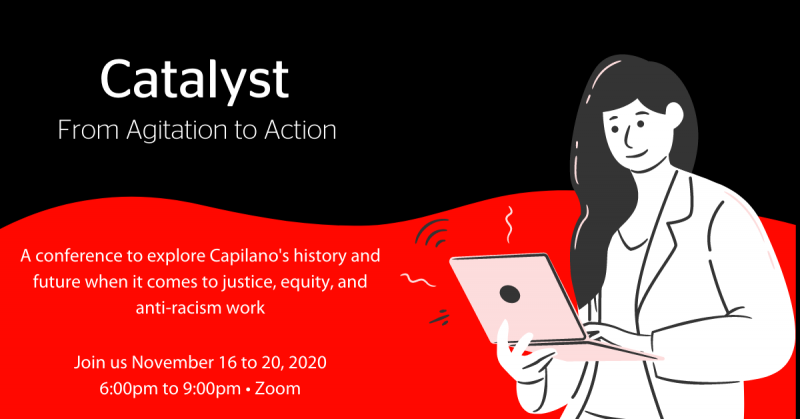 Catalyst
From Agitation to Action
A conference to explore Capilano's history and
future when it comes to justice, equity, and
anti-racism work
Join us November 16 to 20, 2020
6:00pm to 9:00pm • Zoom